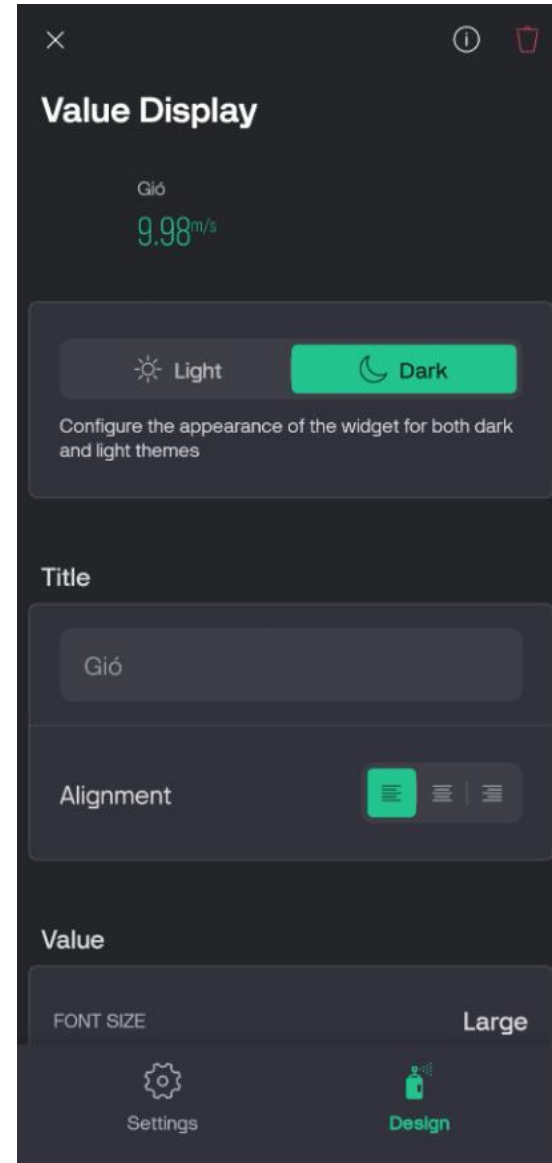 Value Display
Gió
9.98m/s
Light
Dark
Configure the appearance of the widget for both dark
and light themes
Title
Gió
Alignment
Value
FONT SIZE
Large
Settings
Design